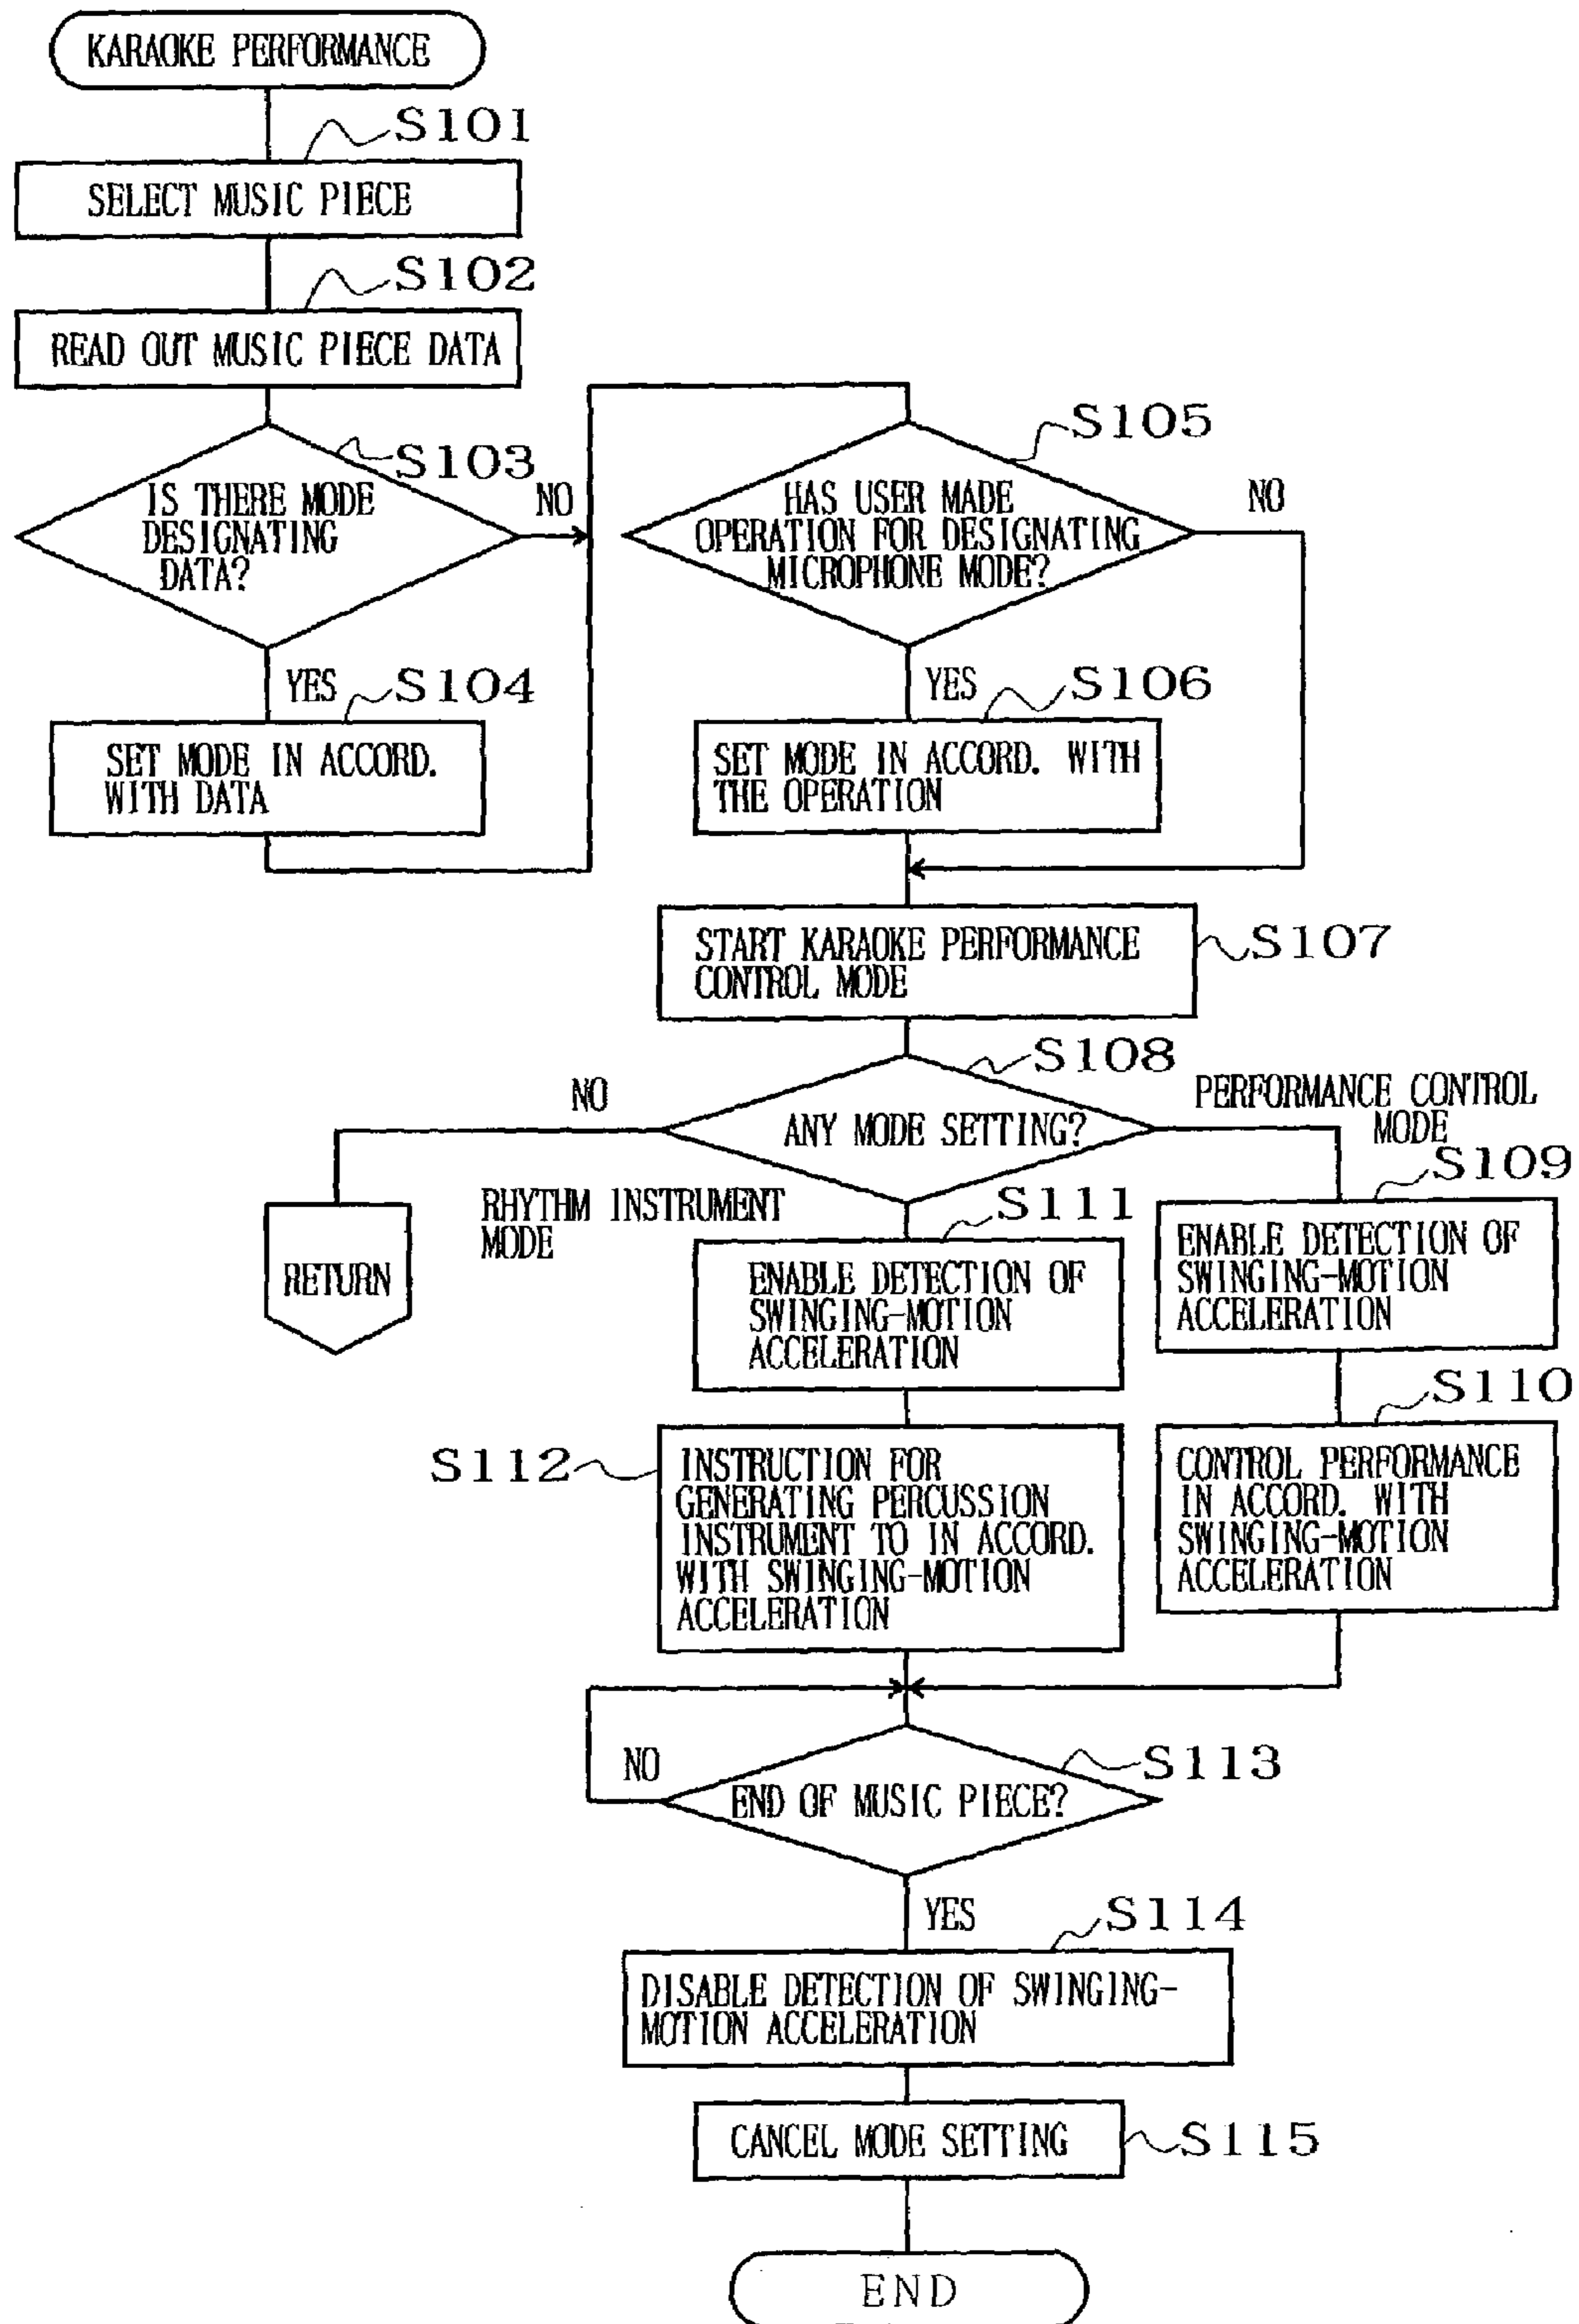 KARAOKE PERFORMANCE
S101
SELECT MUSIC PIECE
S102
READ OUT MUSIC PIECE DATA
S103
IS THERE MODE
DESIGNATING
DATA?
NO
YES
S104
SET MODE IN ACCORD.
WITH DATA
S105
HAS USER MADE
OPERATION FOR DESIGNATING
MICROPHONE MODE?
NO
YES
S106
SET MODE IN ACCORD. WITH
THE OPERATION
START KARAOKE PERFORMANCE
CONTROL MODE
S107
S108
ANY MODE SETTING?
NO
RETURN
PERFORMANCE CONTROL
MODE
S109
ENABLE DETECTION OF
SWINGING-MOTION
ACCELERATION
S110
CONTROL PERFORMANCE
IN ACCORD. WITH
SWINGING-MOTION
ACCELERATION
RHYTHM INSTRUMENT
MODE
S111
ENABLE DETECTION OF
SWINGING-MOTION
ACCELERATION
S112
INSTRUCTION FOR
GENERATING PERCUSSION
INSTRUMENT TO IN ACCORD.
WITH SWINGING-MOTION
ACCELERATION
S113
END OF MUSIC PIECE?
NO
YES
S114
DISABLE DETECTION OF SWINGING-
MOTION ACCELERATION
CANCEL MODE SETTING
S115
END